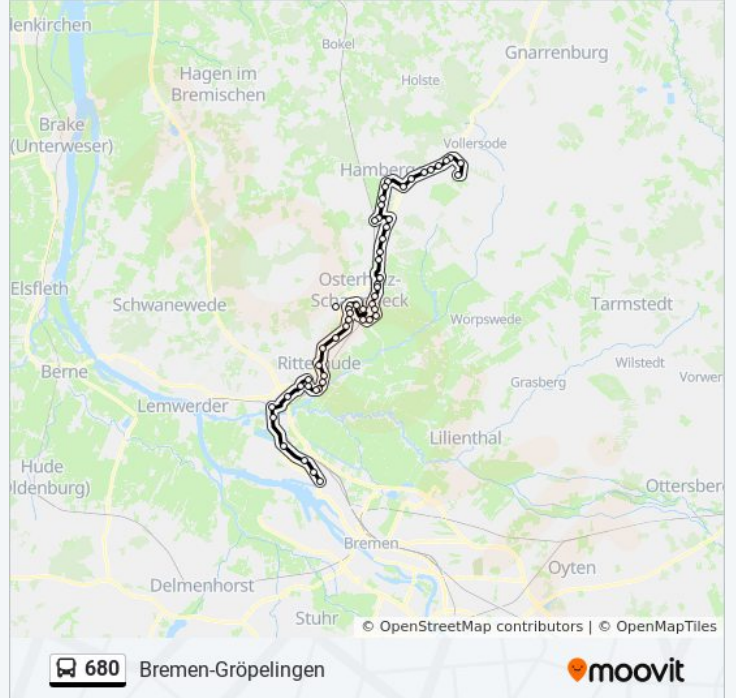 lenkirchen
Bokel
Gnarrenburg
Hagen im
Bremischen
Holste
Brake
(Unterweser)
Vollersode
Hamberge
Elsfleth
Osterholz-
Scharmbeck
Schwanewede
Tarmstedt
Worpswede
Ritterhude
Wilstedt
Berne
Grasberg
Vorwer
Lemwerder
Lilienthal
Hude
ldenburg)
Ottersber
Bremen
Oyten
Delmenhorst
Stuhr
© OpenStreetMap contributors | © OpenMapTiles
680 Bremen-Gröpelingen
moovit